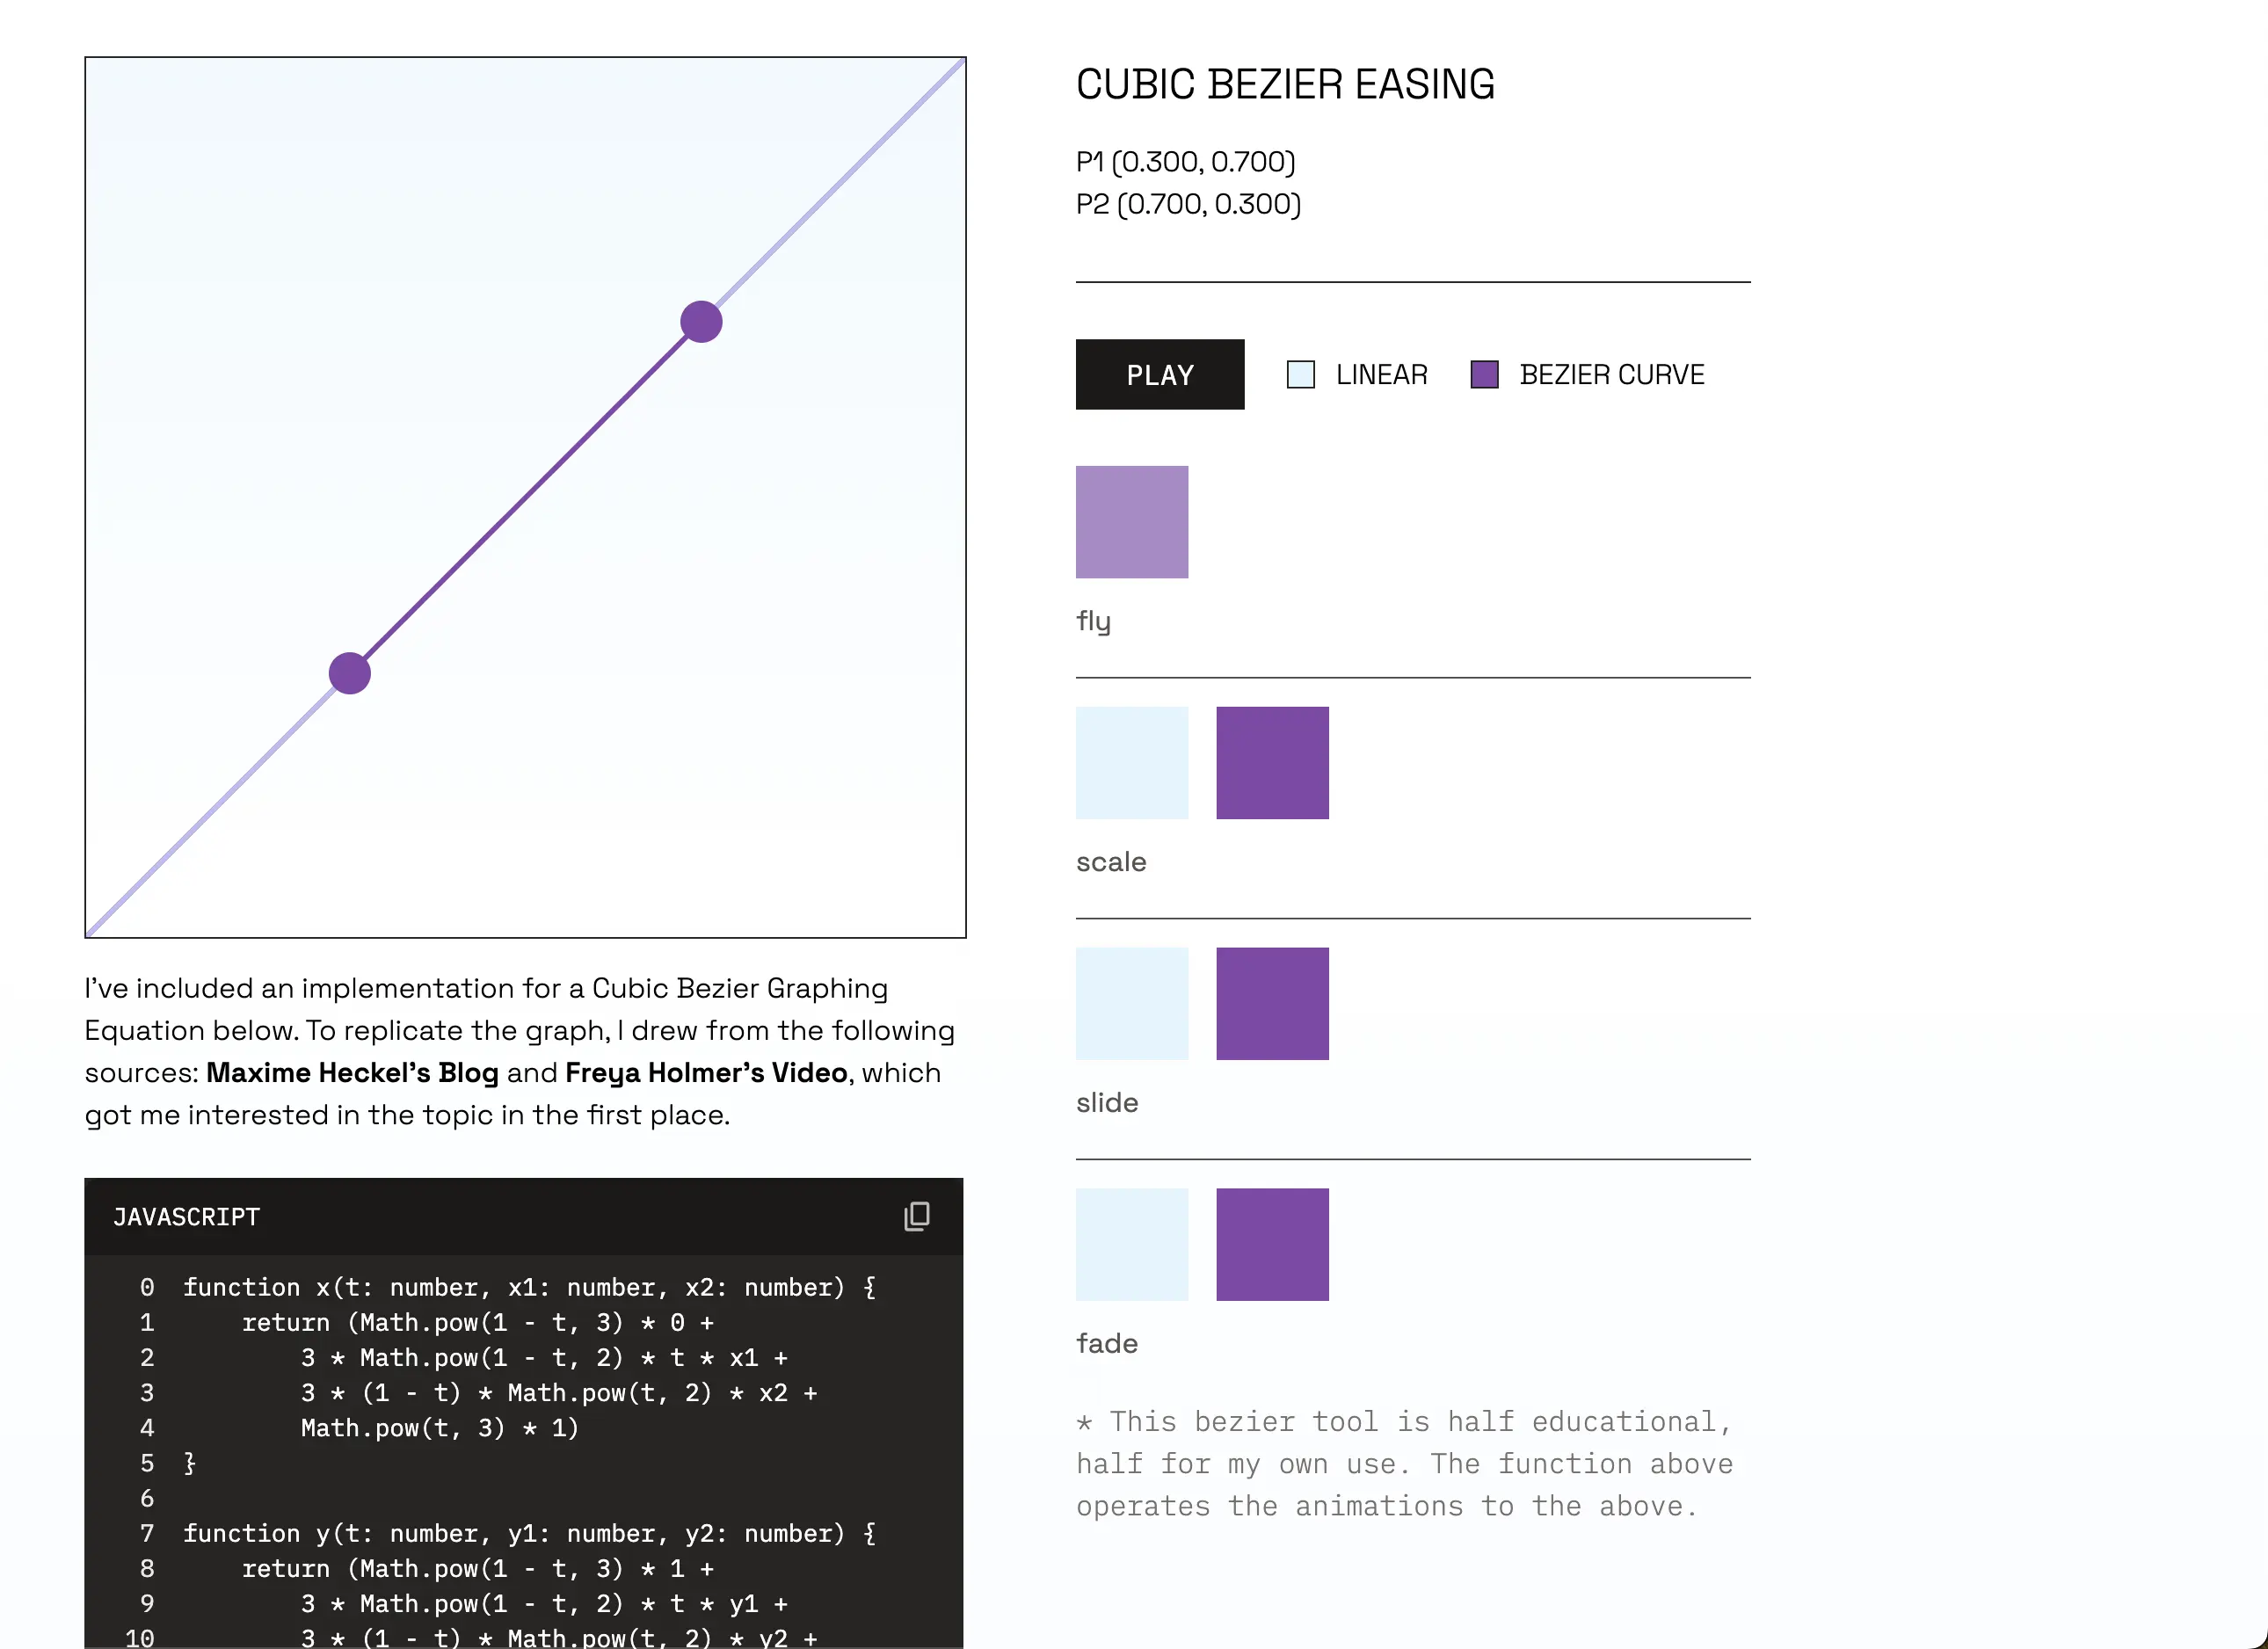 CUBIC BEZIER EASING
P1 (0.300, 0.700)
P2 (0.700, 0.300)
PLAY
LINEAR
BEZIER CURVE
fly
scale
slide
fade
* This bezier tool is half educational,
half for my own use. The function above
operates the animations to the above.
I've included an implementation for a Cubic Bezier Graphing
Equation below. To replicate the graph, I drew from the following
sources: Maxime Heckel's Blog and Freya Holmer's Video, which
got me interested in the topic in the first place.
JAVASCRIPT
0 function x(t: number, x1: number, x2: number) {
1     return (Math.pow(1 - t, 3) * 0 +
2         3 * Math.pow(1 - t, 2) * t * x1 +
3         3 * (1 - t) * Math.pow(t, 2) * x2 +
4         Math.pow(t, 3) * 1)
5 }
6
7 function y(t: number, y1: number, y2: number) {
8     return (Math.pow(1 - t, 3) * 1 +
9         3 * Math.pow(1 - t, 2) * t * y1 +
10         3 * (1 - t) * Math.pow(t, 2) * y2 +